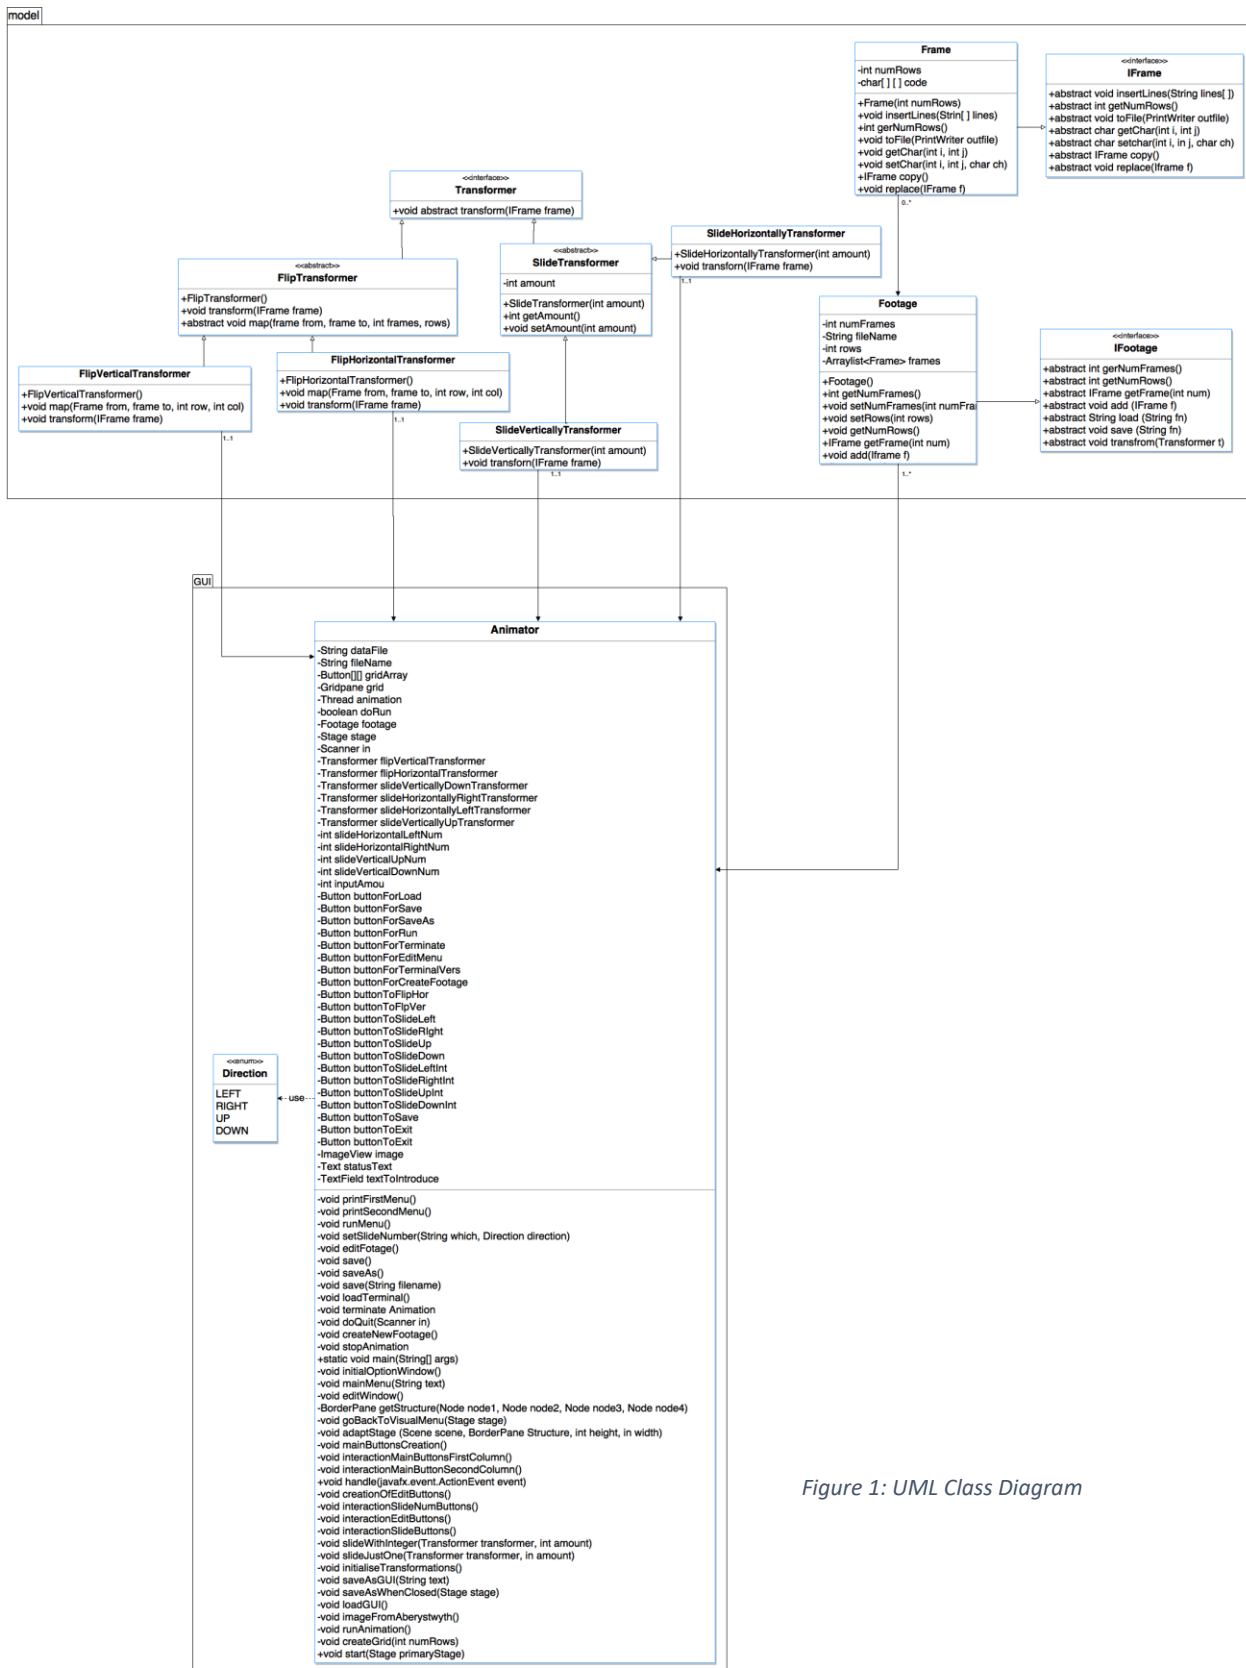 model
Frame
-int numRows
-char[ ] [ ] code
+Frame(int numRows)
+void insertLines(Strin[ ] lines)
+int gerNumRows()
+void toFile(PrintWriter outfile)
+void getChar(int i, int j)
+void setChar(int i, int j, char ch)
+IFrame copy()
+void replace(IFrame f)
0..*
<<interface>>
IFrame
+abstract void insertLines(String lines[ ])
+abstract int getNumRows()
+abstract void toFile(PrintWriter outfile)
+abstract char getChar(int i, int j)
+abstract char setchar(int i, in j, char ch)
+abstract IFrame copy()
+abstract void replace(Iframe f)
<<interface>>
Transformer
+void abstract transform(IFrame frame)
SlideHorizontallyTransformer
+SlideHorizontallyTransformer(int amount)
+void transforn(IFrame frame)
1..1
<<abstract>>
SlideTransformer
-int amount
+SlideTransformer(int amount)
+int getAmount()
+void setAmount(int amount)
<<abstract>>
FlipTransformer
+FlipTransformer()
+void transform(IFrame frame)
+abstract void map(frame from, frame to, int frames, rows)
Footage
-int numFrames
-String fileName
-int rows
-Arraylist<Frame> frames
+Footage()
+int getNumFrames()
+void setNumFrames(int numFra
+void setRows(int rows)
+void getNumRows()
+IFrame getFrame(int num)
+void add(Iframe f)
1..*
<<interface>>
IFootage
+abstract int gerNumFrames()
+abstract int getNumRows()
+abstract IFrame getFrame(int num)
+abstract void add (IFrame f)
+abstract String load (String fn)
+abstract void save (String fn)
+abstract void transfrom(Transformer t)
FlipVerticalTransformer
+FlipVerticalTransformer()
+void map(Frame from, frame to, int row, int col)
+void transform(IFrame frame)
1..1
FlipHorizontalTransformer
+FlipHorizontalTransformer()
+void map(Frame from, frame to, int row, int col)
+void transform(IFrame frame)
1..1
SlideVerticallyTransformer
+SlideVerticallyTransformer(int amount)
+void transforn(IFrame frame)
1..1
GUI
Animator
-String dataFile
-String fileName
-Button[][] gridArray
-Gridpane grid
-Thread animation
-boolean doRun
-Footage footage
-Stage stage
-Scanner in
-Transformer flipVerticalTransformer
-Transformer flipHorizontalTransformer
-Transformer slideVerticallyDownTransformer
-Transformer slideHorizontallyRightTransformer
-Transformer slideHorizontallyLeftTransformer
-Transformer slideVerticallyUpTransformer
-int slideHorizontalLeftNum
-int slideHorizontalRightNum
-int slideVerticalUpNum
-int slideVerticalDownNum
-int inputAmou
-Button buttonForLoad
-Button buttonForSave
-Button buttonForSaveAs
-Button buttonForRun
-Button buttonForTerminate
-Button buttonForEditMenu
-Button buttonForTerminalVers
-Button buttonForCreateFootage
-Button buttonToFlipHor
-Button buttonToFlpVer
-Button buttonToSlideLeft
-Button buttonToSlideRIght
-Button buttonToSlideUp
-Button buttonToSlideDown
-Button buttonToSlideLeftInt
-Button buttonToSlideRightInt
-Button buttonToSlideUpInt
-Button buttonToSlideDownInt
-Button buttonToSave
-Button buttonToExit
-Button buttonToExit
-ImageView image
-Text statusText
-TextField textToIntroduce
-void printFirstMenu()
-void printSecondMenu()
-void runMenu()
-void setSlideNumber(String which, Direction direction)
-void editFotage()
-void save()
-void saveAs()
-void save(String filename)
-void loadTerminal()
-void terminate Animation
-void doQuit(Scanner in)
-void createNewFootage()
-void stopAnimation
+static void main(String[] args)
-void initialOptionWindow()
-void mainMenu(String text)
-void editWindow()
-BorderPane getStructure(Node node1, Node node2, Node node3, Node node4)
-void goBackToVisualMenu(Stage stage)
-void adaptStage (Scene scene, BorderPane Structure, int height, in width)
-void mainButtonsCreation()
-void interactionMainButtonsFirstColumn()
-void interactionMainButtonSecondColumn()
+void handle(javafx.event.ActionEvent event)
-void creationOfEditButtons()
-void interactionSlideNumButtons()
-void interactionEditButtons()
-void interactionSlideButtons()
-void slideWithInteger(Transformer transformer, int amount)
-void slideJustOne(Transformer transformer, in amount)
-void initialiseTransformations()
-void saveAsGUI(String text)
-void saveAsWhenClosed(Stage stage)
-void loadGUI()
-void imageFromAberystwyth()
-void runAnimation()
-void createGrid(int numRows)
+void start(Stage primaryStage)
<<enum>>
Direction
LEFT
RIGHT
UP
DOWN
use
Figure 1: UML Class Diagram